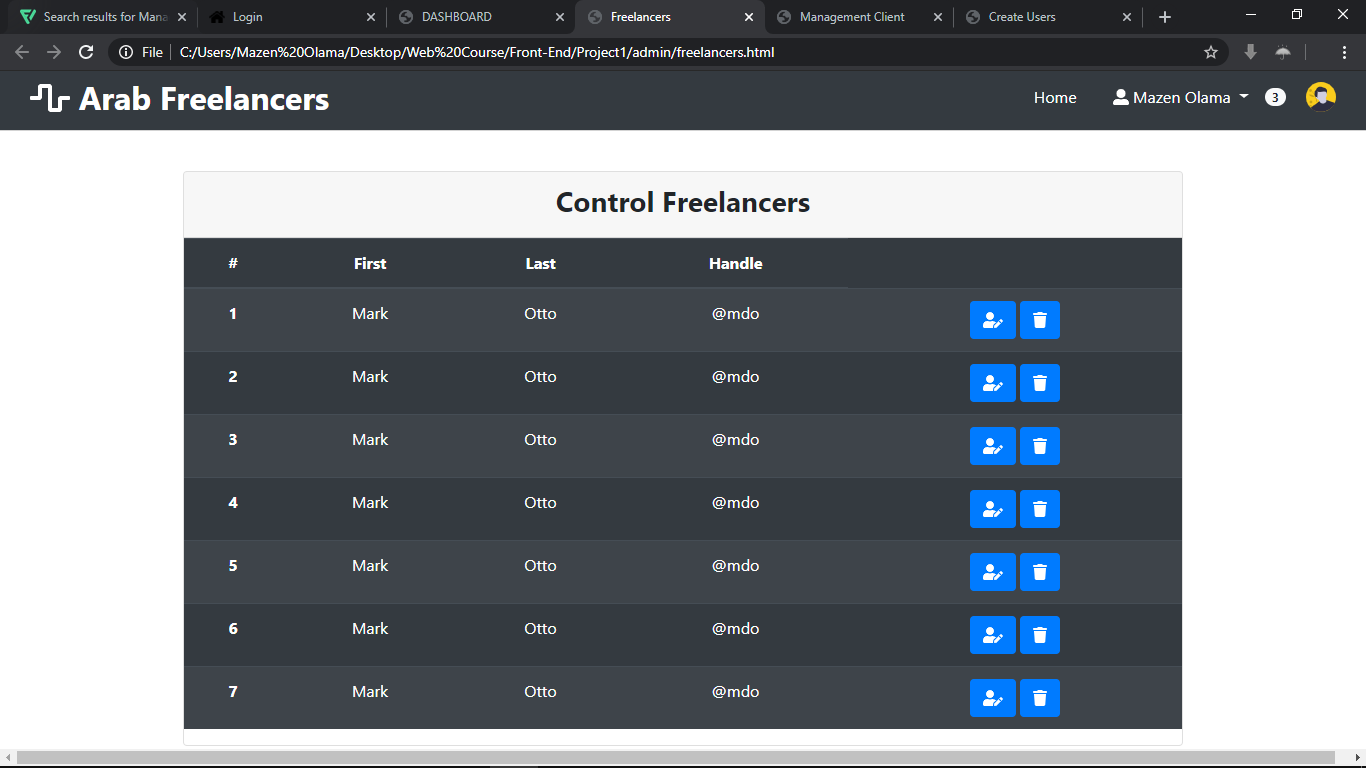 Search results for Mana
Login
DASHBOARD
Freelancers
Management Client
Create Users
File
C:/Users/Mazen%20Olama/Desktop/Web%20Course/Front-End/Project1/admin/freelancers.html
Arab Freelancers
Home
Mazen Olama
3
Control Freelancers
# First Last Handle
1 Mark Otto @mdo
2 Mark Otto @mdo
3 Mark Otto @mdo
4 Mark Otto @mdo
5 Mark Otto @mdo
6 Mark Otto @mdo
7 Mark Otto @mdo